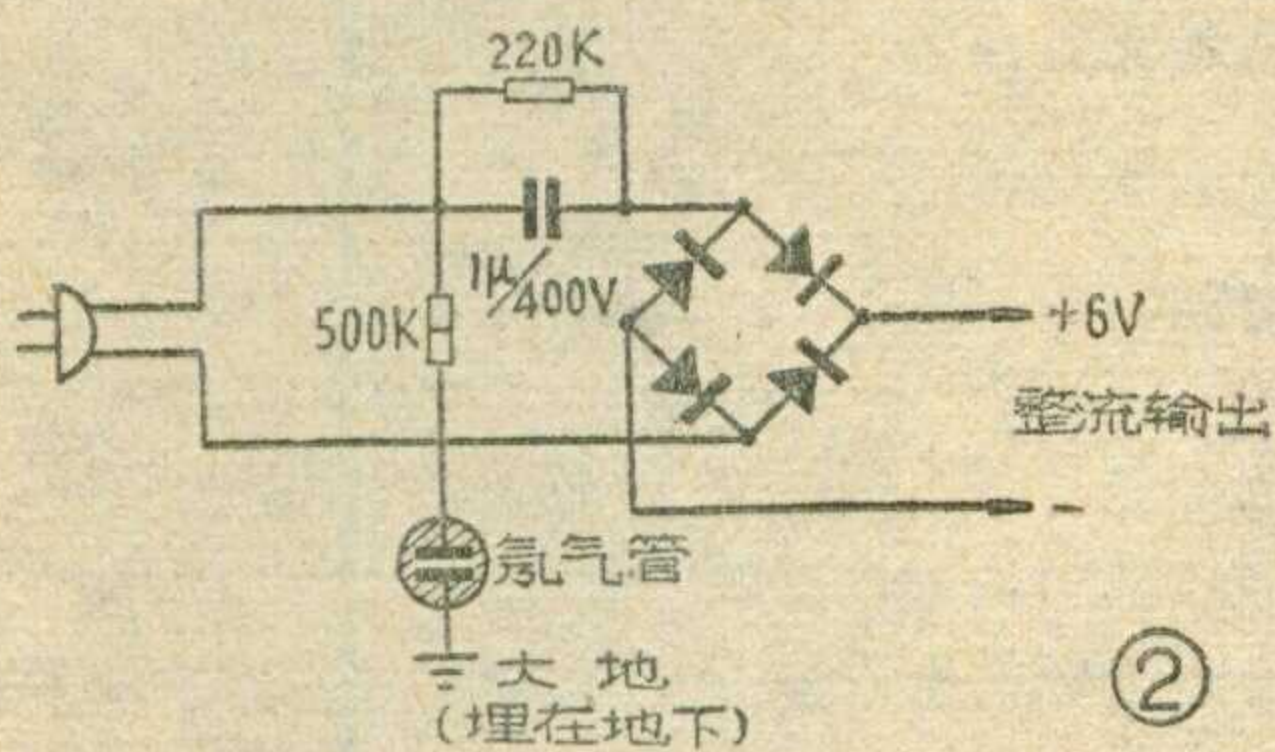 220K
1μ/400V
500K
+6V
整流输出
-
氖气管
大 地
(埋在地下)
②